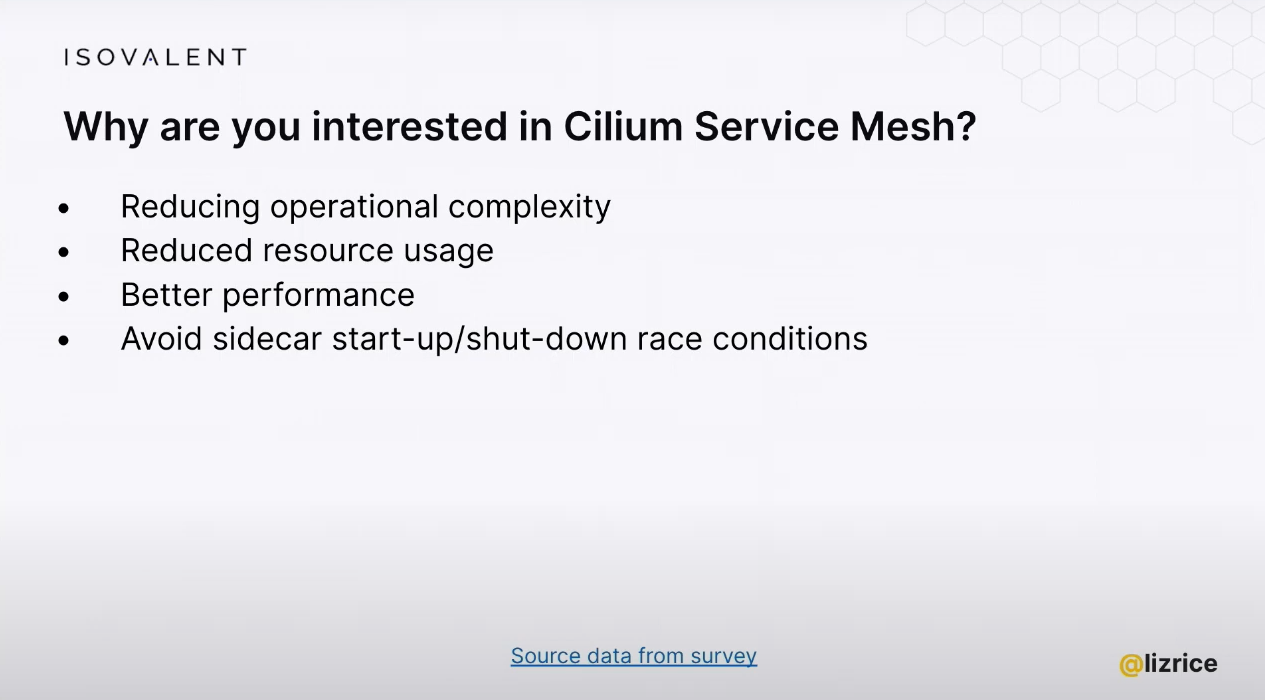 ISOVALENT
Why are you interested in Cilium Service Mesh?
• Reducing operational complexity
• Reduced resource usage
• Better performance
• Avoid sidecar start-up/shut-down race conditions
Source data from survey
@lizrice